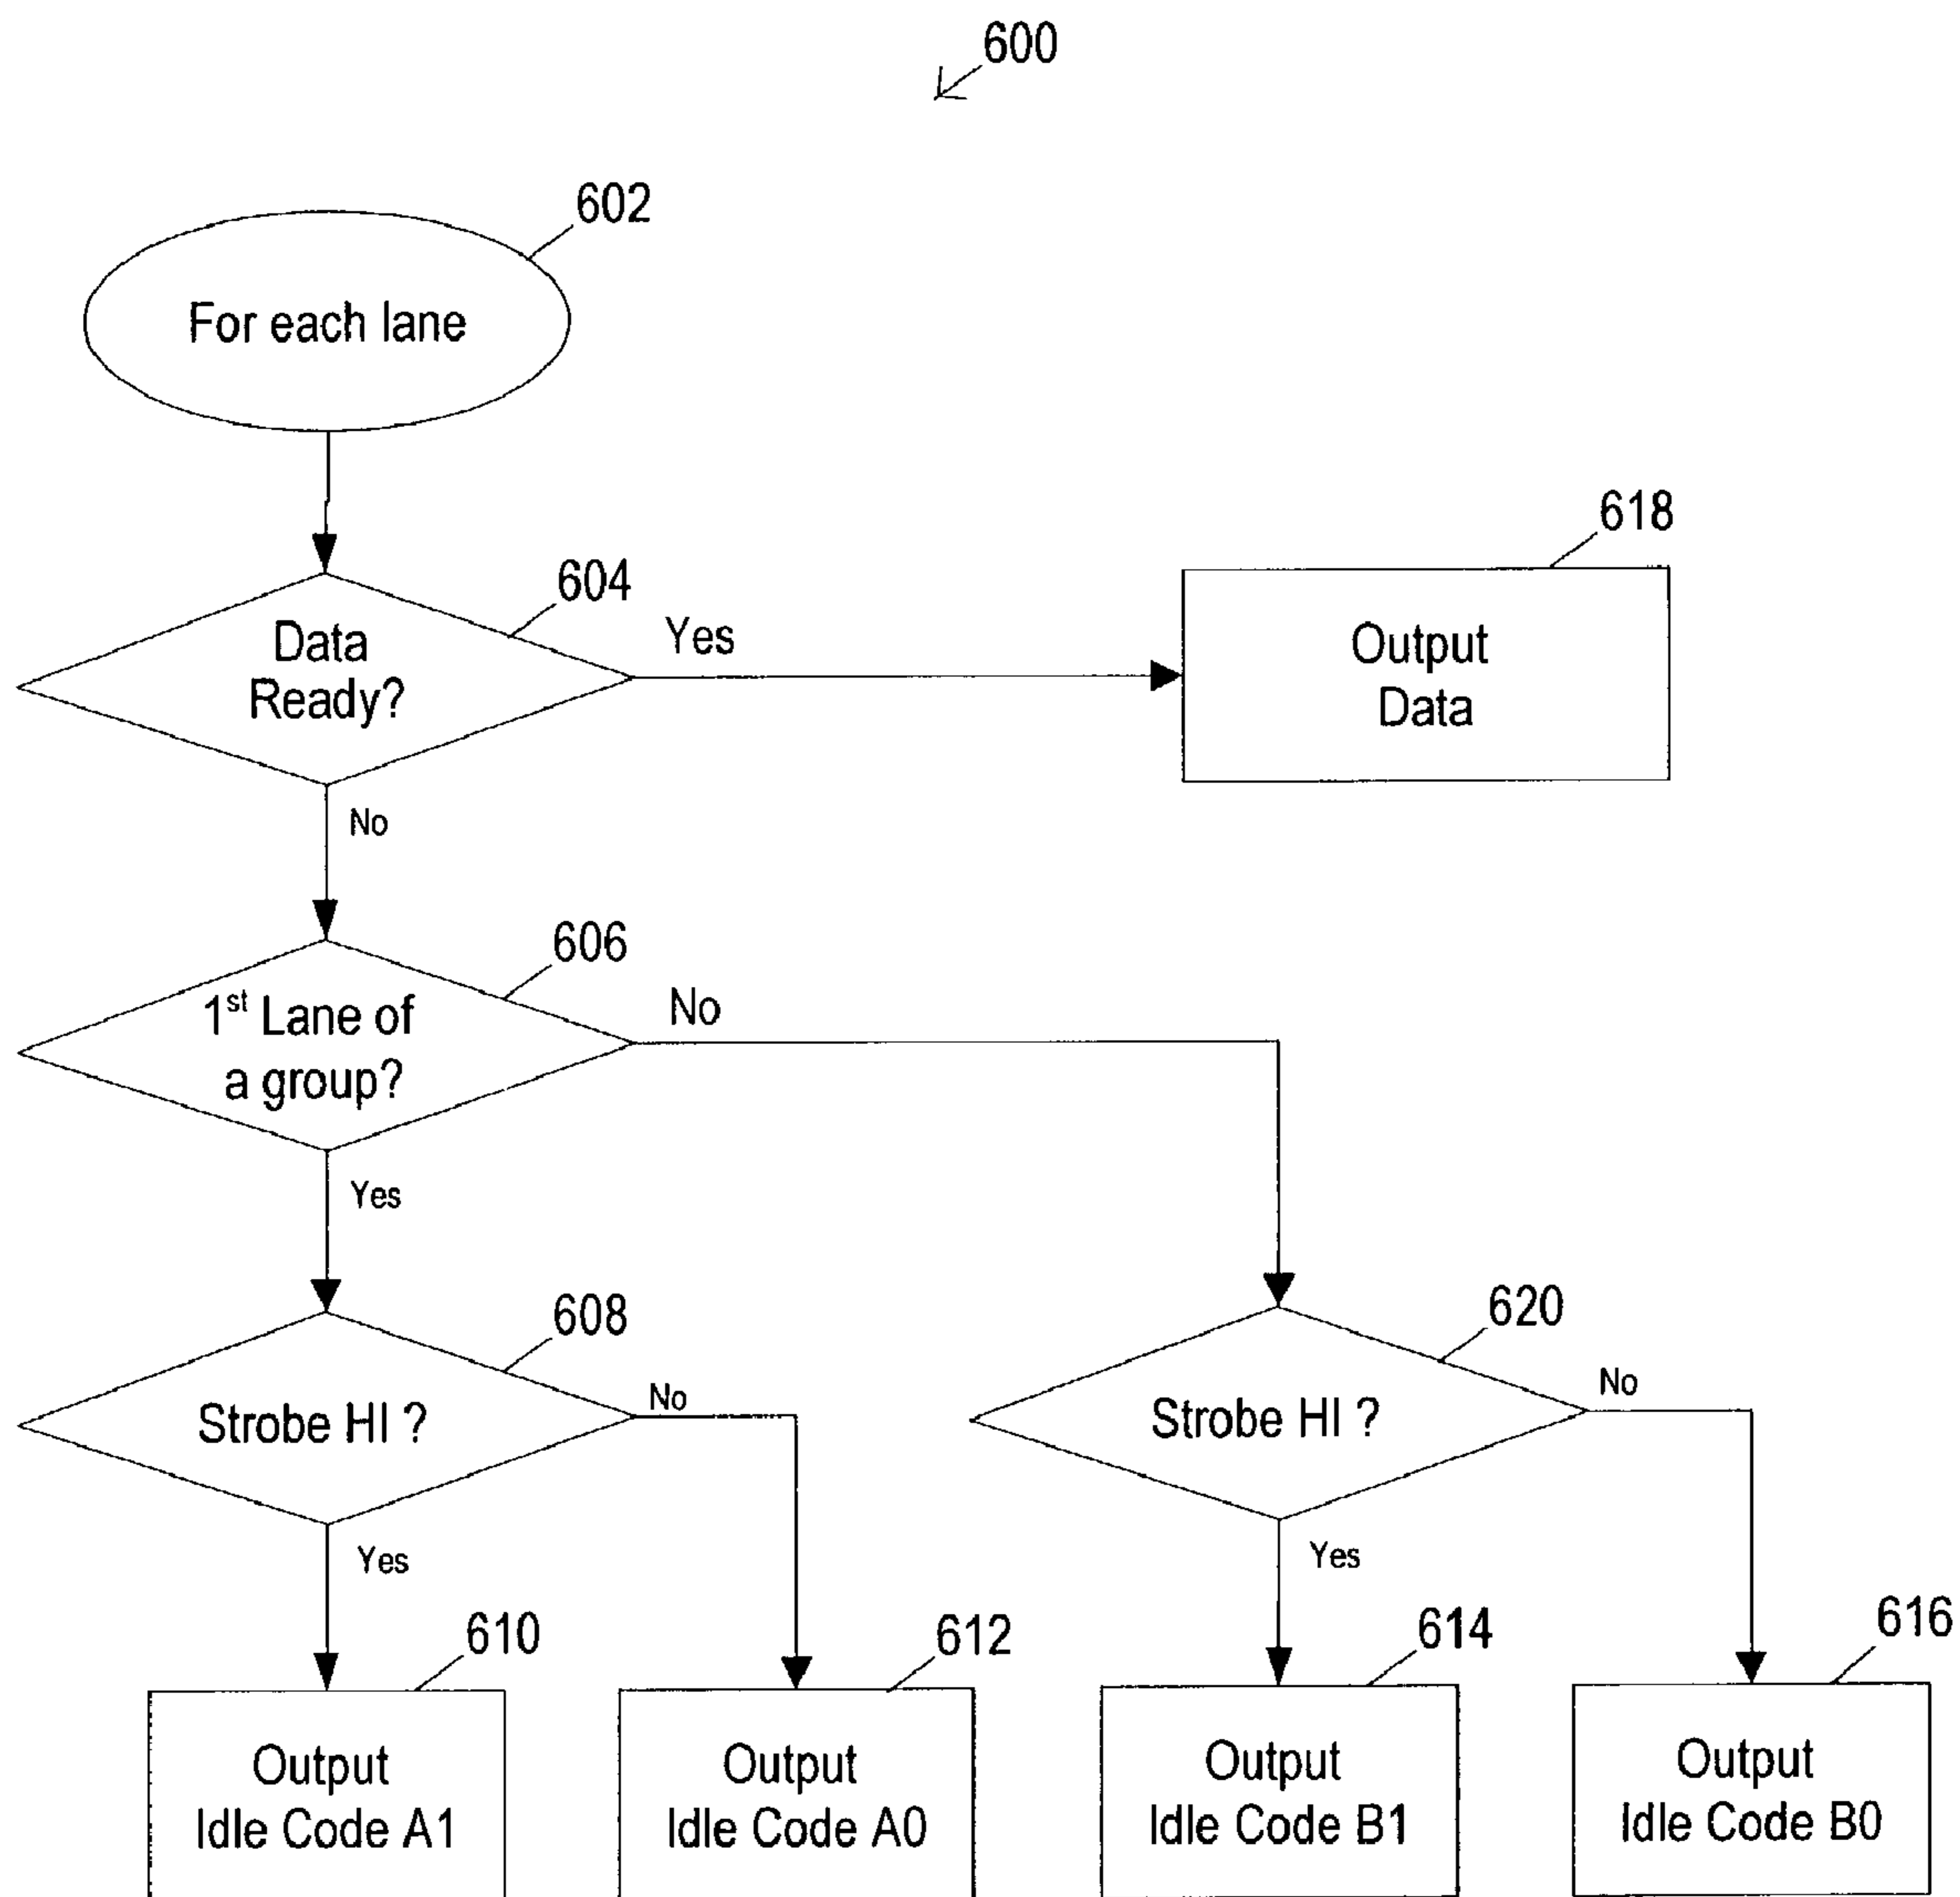 600
602
For each lane
604
Data
Ready?
Yes
618
Output
Data
No
606
1st Lane of
a group?
No
Yes
608
Strobe HI ?
No
620
Strobe HI ?
No
Yes
Yes
610
Output
Idle Code A1
612
Output
Idle Code A0
614
Output
Idle Code B1
616
Output
Idle Code B0